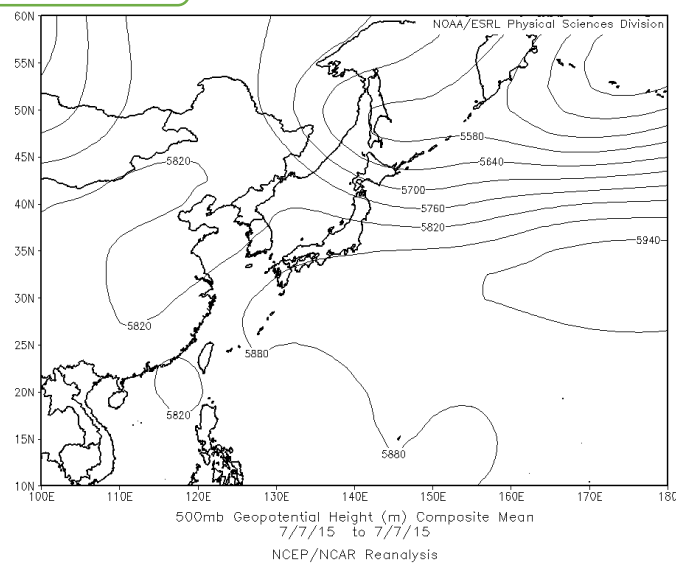 NOAA/ESRL Physical Sciences Division
60N
55N
50N
45N
40N
35N
30N
25N
20N
15N
10N
5820
5580
5640
5700
5760
5820
5940
5820
5880
5820
5880
100E
110E
120E
130E
140E
150E
160E
170E
180
500mb Geopotential Height (m) Composite Mean
7/7/15 to 7/7/15
NCEP/NCAR Reanalysis